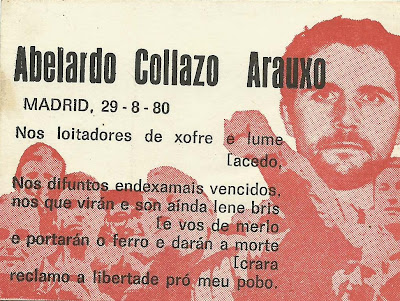 Abelardo Collazo Arauxo
MADRID, 29-8-80
Nos loitadores de xofre e lume
[acedo,
Nos difuntos endexamais vencidos.
nos que virán e son aínda lene bris
[e vos de merlo
e portarán o ferro e darán a morte
[crara
reclamo a libertade pró meu pobo.